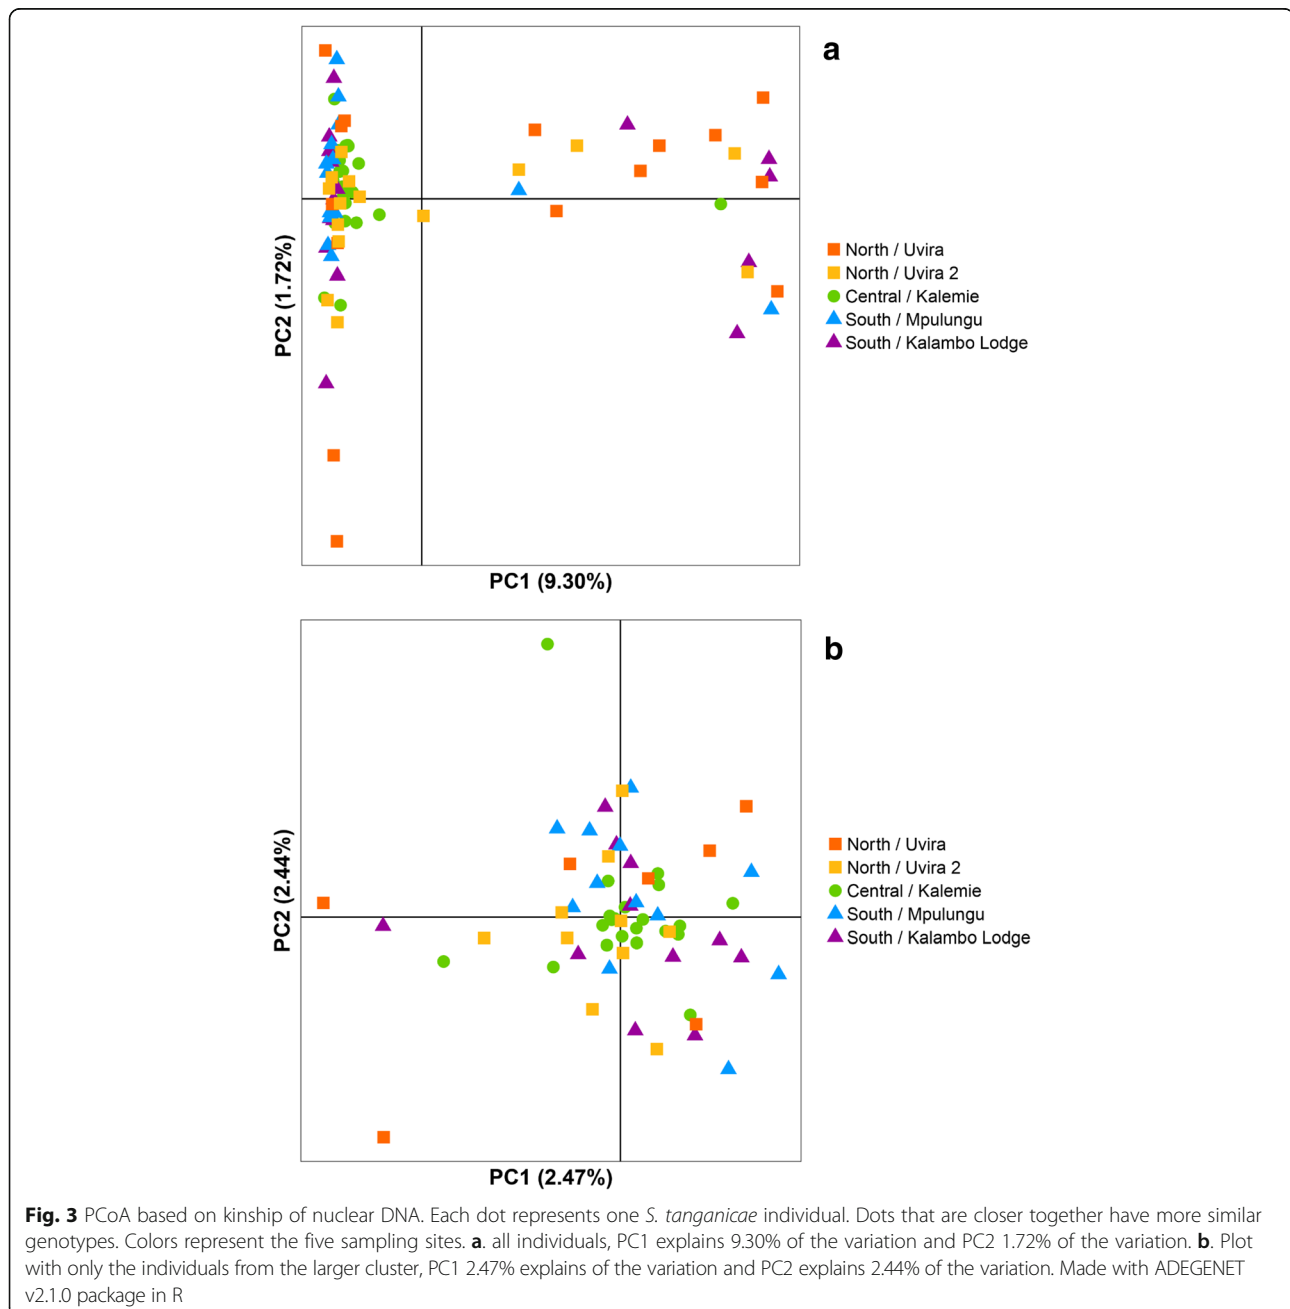 a
PC2 (1.72%)
North / Uvira
North / Uvira 2
Central / Kalemie
South / Mpulungu
South / Kalambo Lodge
PC1 (9.30%)
b
PC2 (2.44%)
North / Uvira
North / Uvira 2
Central / Kalemie
South / Mpulungu
South / Kalambo Lodge
PC1 (2.47%)
Fig. 3 PCoA based on kinship of nuclear DNA. Each dot represents one S. tanganicae individual. Dots that are closer together have more similar
genotypes. Colors represent the five sampling sites. a. all individuals, PC1 explains 9.30% of the variation and PC2 1.72% of the variation. b. Plot
with only the individuals from the larger cluster, PC1 2.47% explains of the variation and PC2 explains 2.44% of the variation. Made with ADEGENET
v2.1.0 package in R